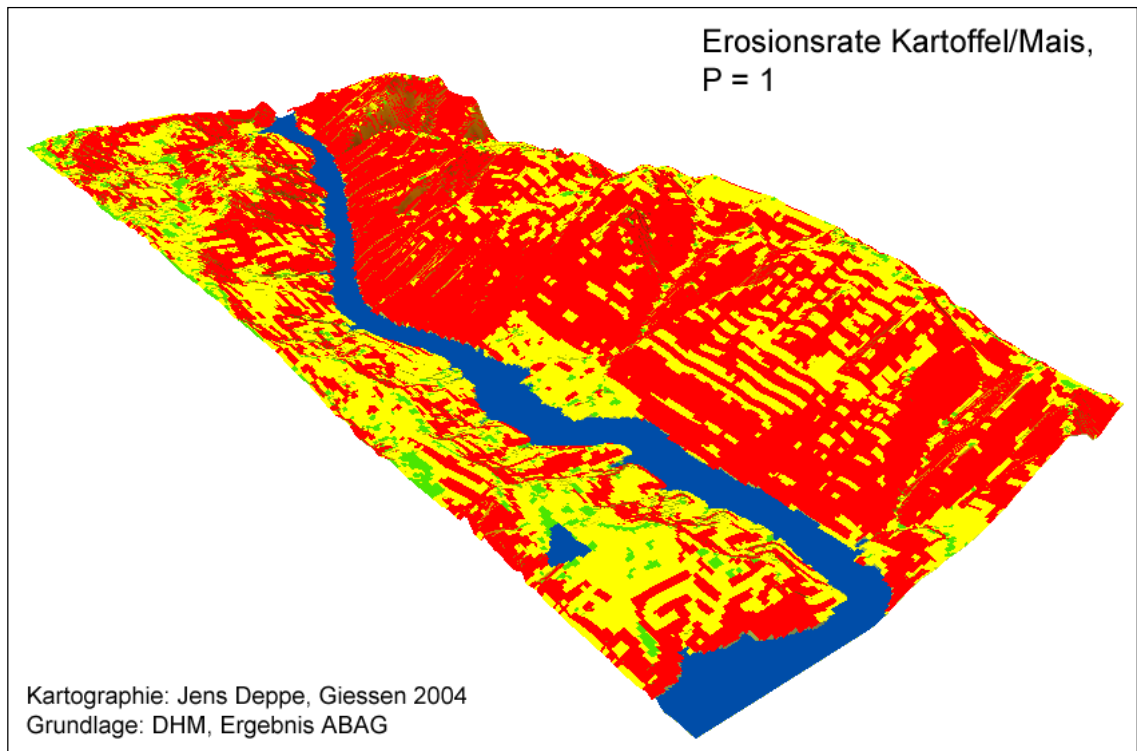 Erosionsrate Kartoffel/Mais,
P = 1
Kartographie: Jens Deppe, Giessen 2004
Grundlage: DHM, Ergebnis ABAG